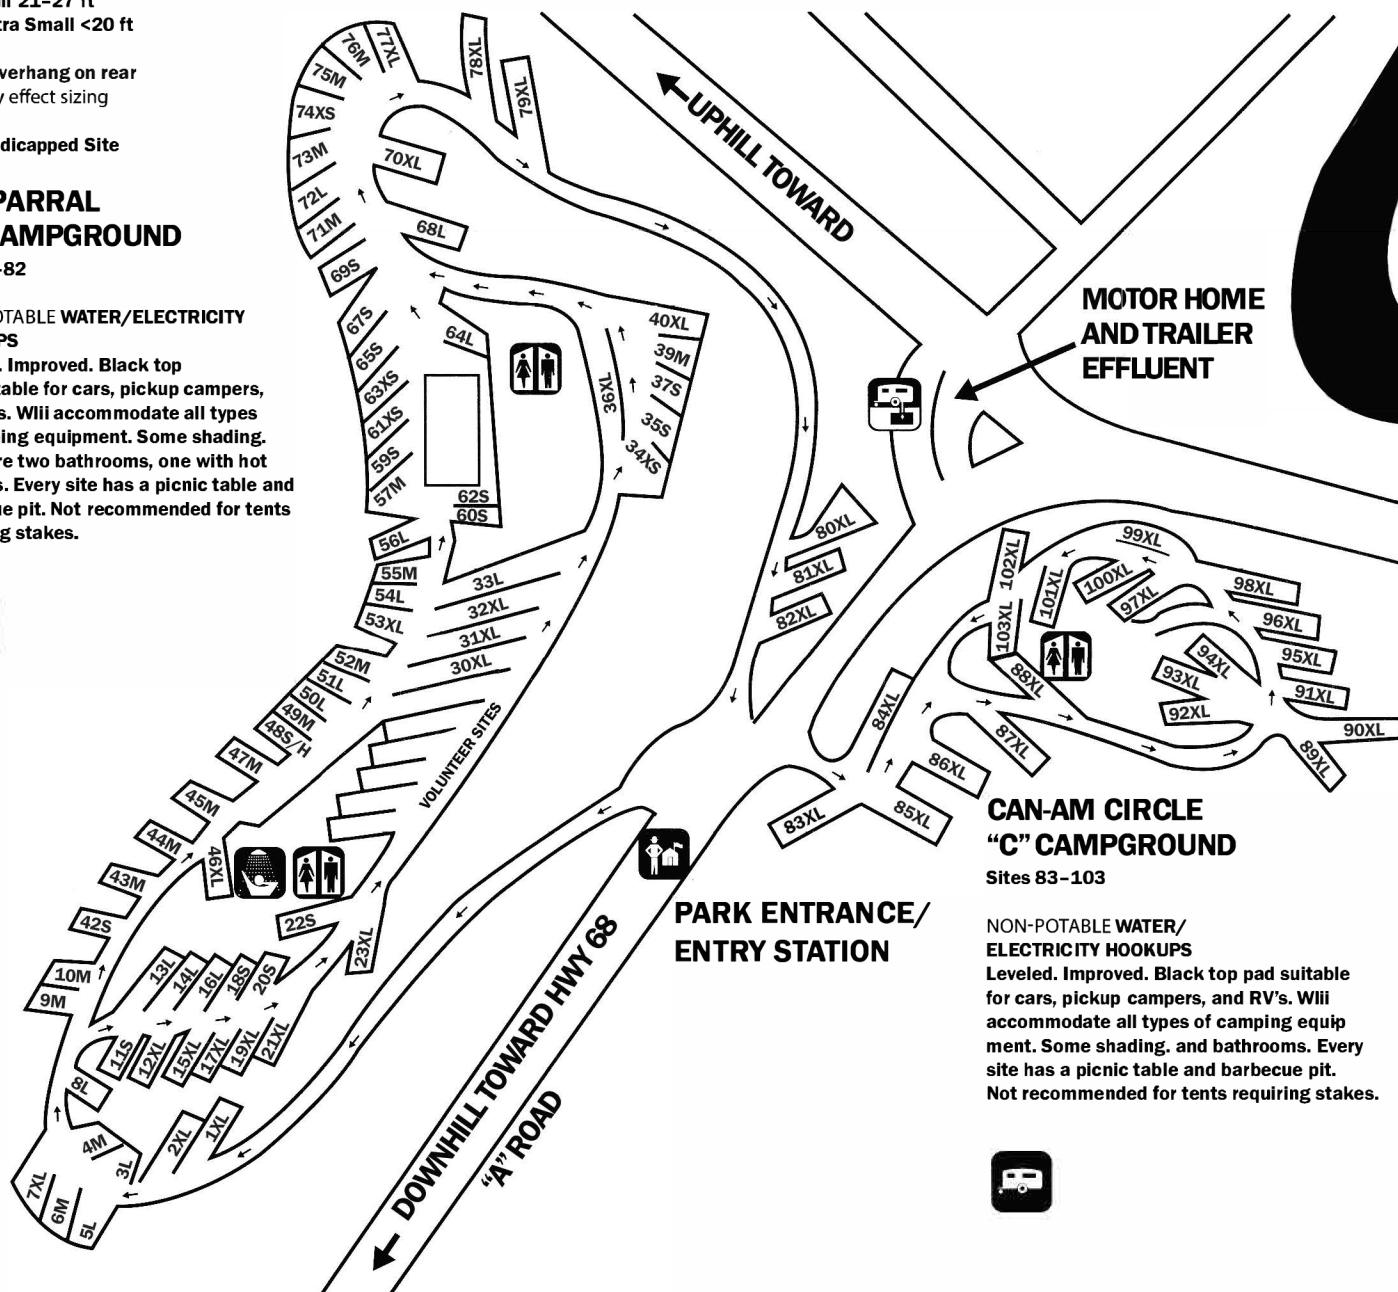 ll 21–27 ft
tra Small <20 ft
verhang on rear
y effect sizing
dicapped Site
PARRAL
AMPGROUND
-82
OTABLE WATER/ELECTRICITY
PS
. Improved. Black top
table for cars, pickup campers,
s. Wlii accommodate all types
ing equipment. Some shading.
re two bathrooms, one with hot
s. Every site has a picnic table and
ue pit. Not recommended for tents
g stakes.
77XL
76M
75M
74XS
73M
72L
71M
69S
67S
65S
63XS
61XS
59S
57M
56L
55M
54L
53XL
52M
51L
50L
49M
48S/H
47M
45M
44M
43M
42S
10M
9M
78XL
79XL
70XL
68L
64L
62S
60S
36XL
40XL
39M
37S
35S
34XS
33L
32XL
31XL
30XL
VOLUNTEER SITES
46XL
22S
23XL
13L
14L
16L
18S
20S
11S
12XL
15XL
17XL
19XL
21XL
8L
4M
3L
2XL
1XL
7XL
6M
5L
UPHILL TOWARD
MOTOR HOME
AND TRAILER
EFFLUENT
80XL
81XL
82XL
99XL
102XL
101XL
100XL
97XL
98XL
96XL
95XL
91XL
90XL
89XL
94XL
93XL
92XL
103XL
88XL
87XL
84XL
86XL
85XL
83XL
PARK ENTRANCE/
ENTRY STATION
DOWNHILL TOWARD HWY 68
"A" ROAD
CAN-AM CIRCLE
“C” CAMPGROUND
Sites 83–103
NON-POTABLE WATER/
ELECTRICITY HOOKUPS
Leveled. Improved. Black top pad suitable
for cars, pickup campers, and RV’s. Wlii
accommodate all types of camping equip
ment. Some shading. and bathrooms. Every
site has a picnic table and barbecue pit.
Not recommended for tents requiring stakes.